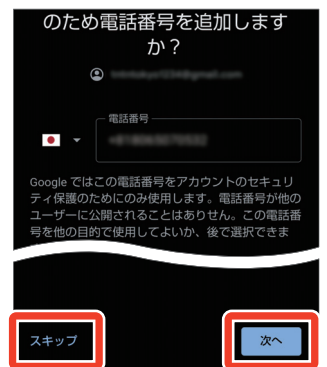 のため電話番号を追加します
か？
電話番号
Google ではこの電話番号をアカウントのセキュリ
ティ保護のためにのみ使用します。電話番号が他の
ユーザーに公開されることはありせん。この電話番
号を他の目的で使用してよいか、後で選択できま
スキップ
次へ